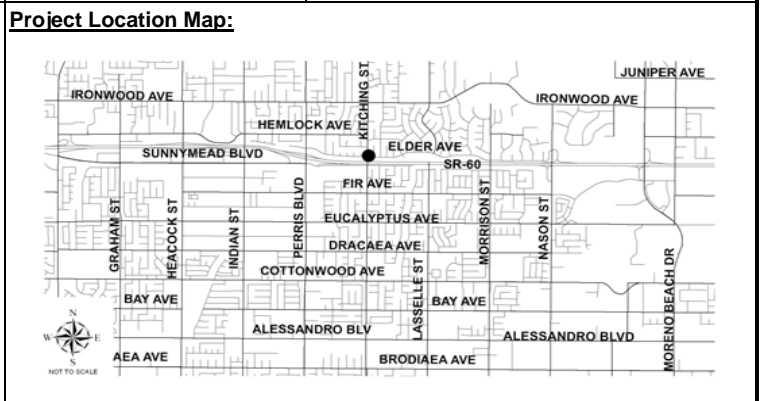 Project Location Map:
JUNIPER AVE
IRONWOOD AVE
IRONWOOD AVE
KITCHING ST.
HEMLOCK AVE
ELDER AVE
SUNNYMEAD BLVD
SR-60
FIR AVE
GRAHAM ST
HEACOCK ST
INDIAN ST
PERRIS BLVD
EUCALYPTUS AVE
MORRISON ST
NASON ST
DRACAEA AVE
COTTONWOOD AVE
LASSELLE ST
MORENO BEACH DR
BAY AVE
BAY AVE
N
W
E
S
NOT TO SCALE
ALESSANDRO BLV
ALESSANDRO BLVD
AEA AVE
BRODIAEA AVE